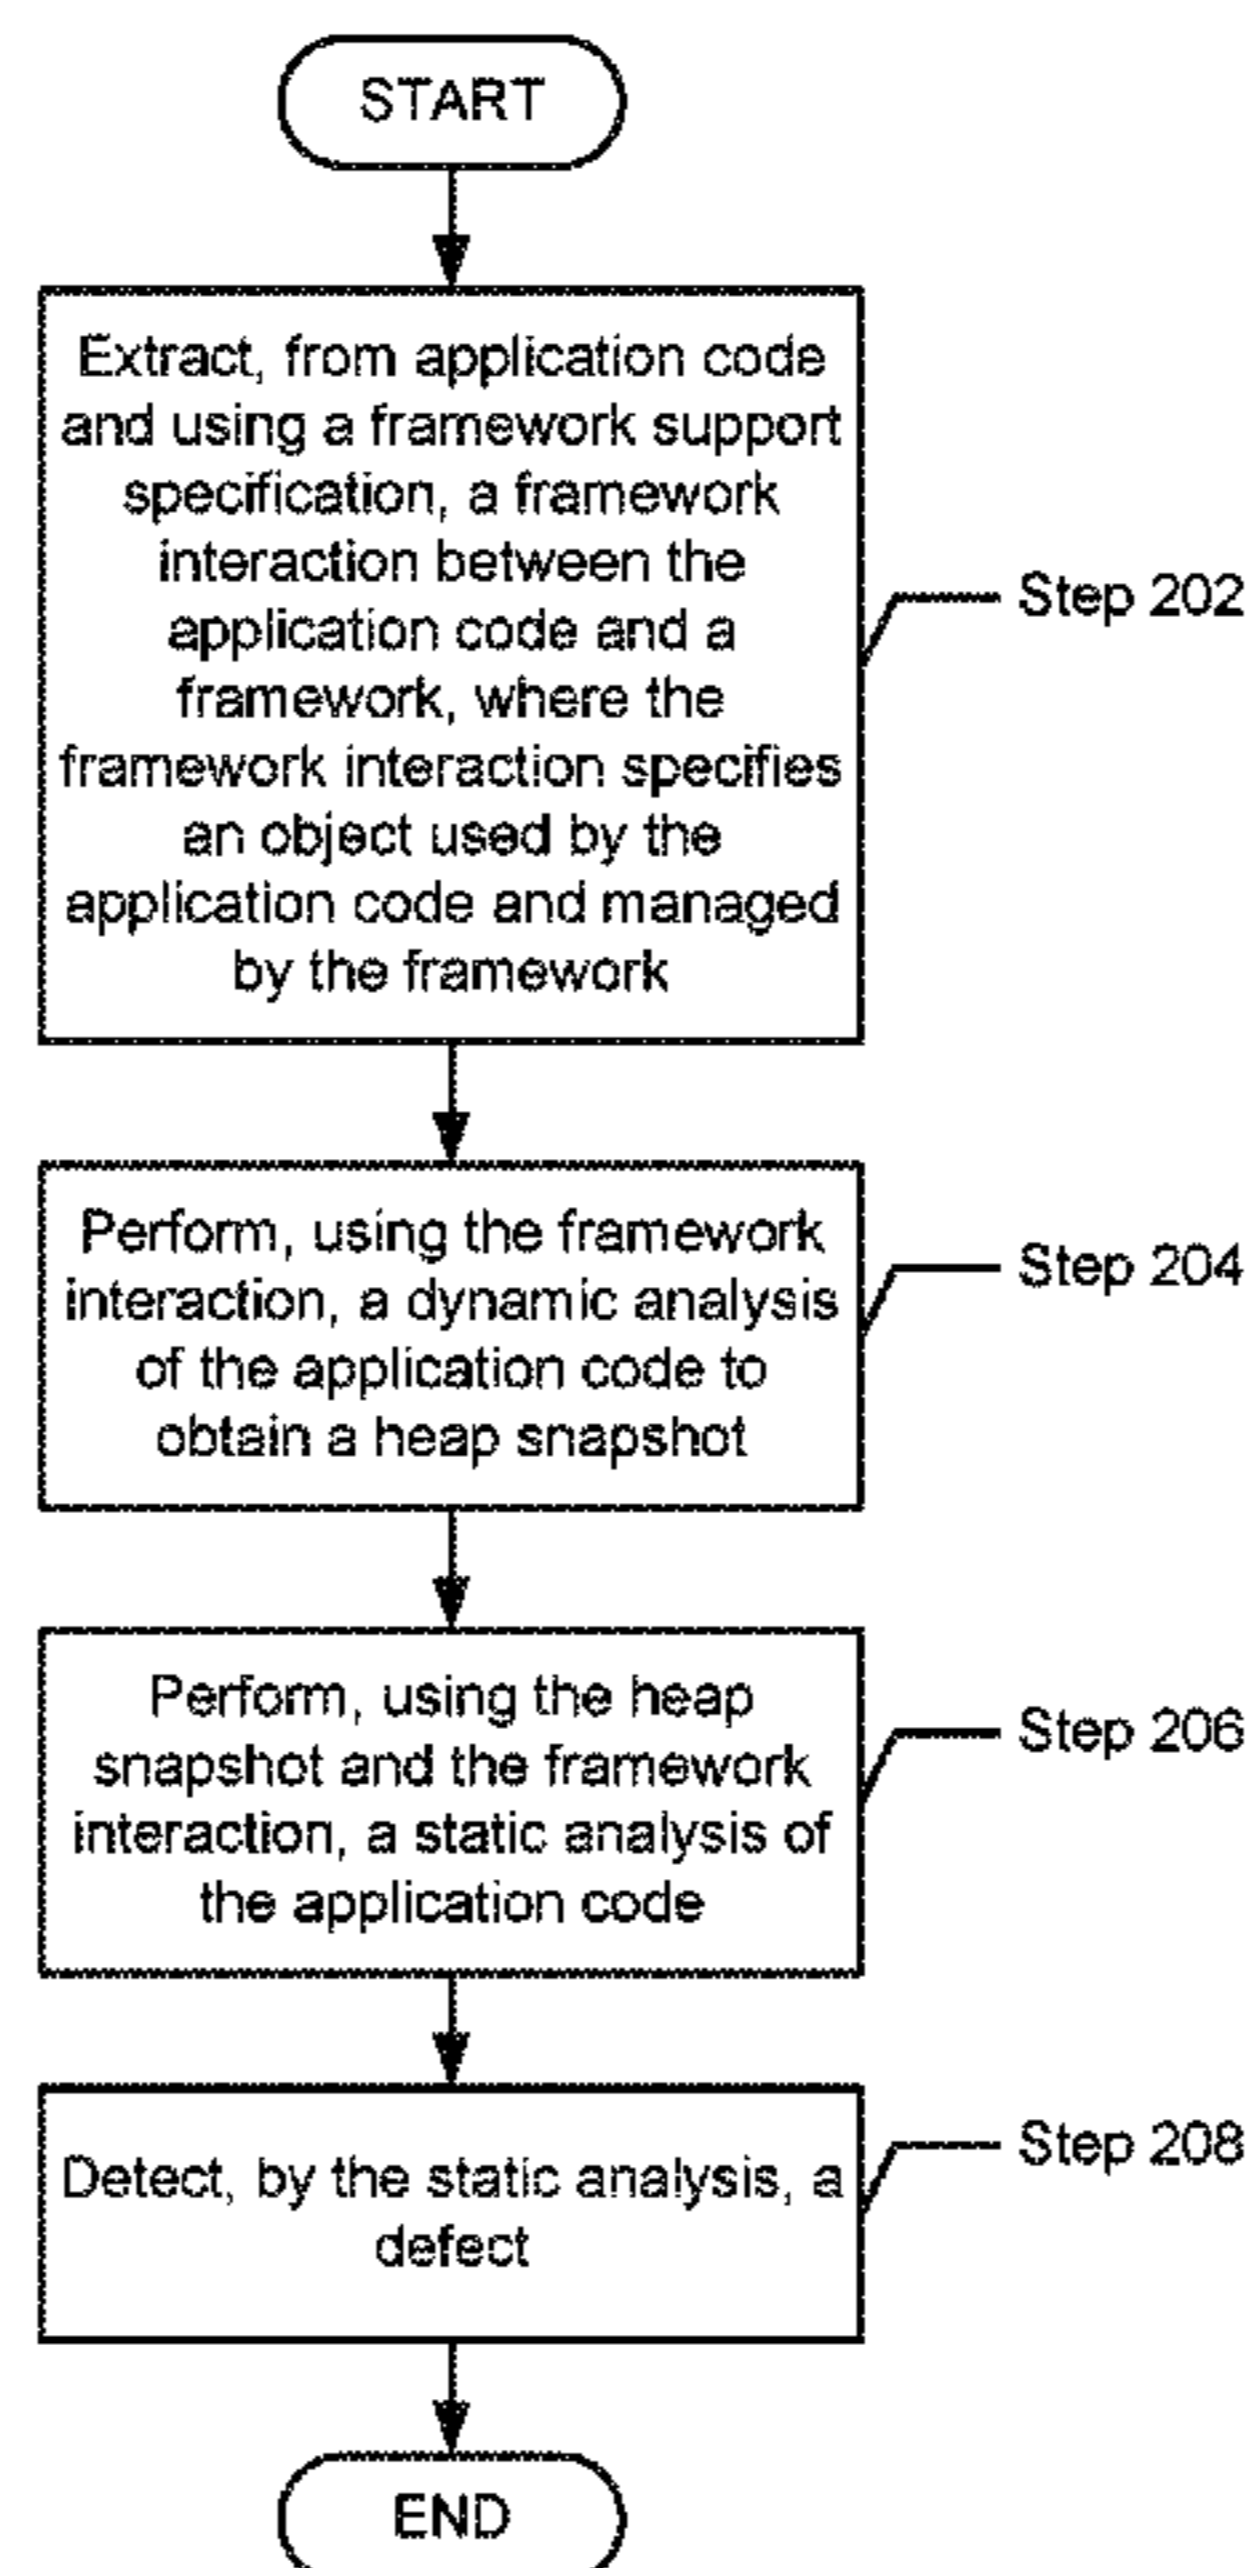 START
Extract, from application code
and using a framework support
specification, a framework
interaction between the
application code and a
framework, where the
framework interaction specifies
an object used by the
application code and managed
by the framework
Step 202
Perform, using the framework
interaction, a dynamic analysis
of the application code to
obtain a heap snapshot
Step 204
Perform, using the heap
snapshot and the framework
interaction, a static analysis of
the application code
Step 206
Detect, by the static analysis, a
defect
Step 208
END